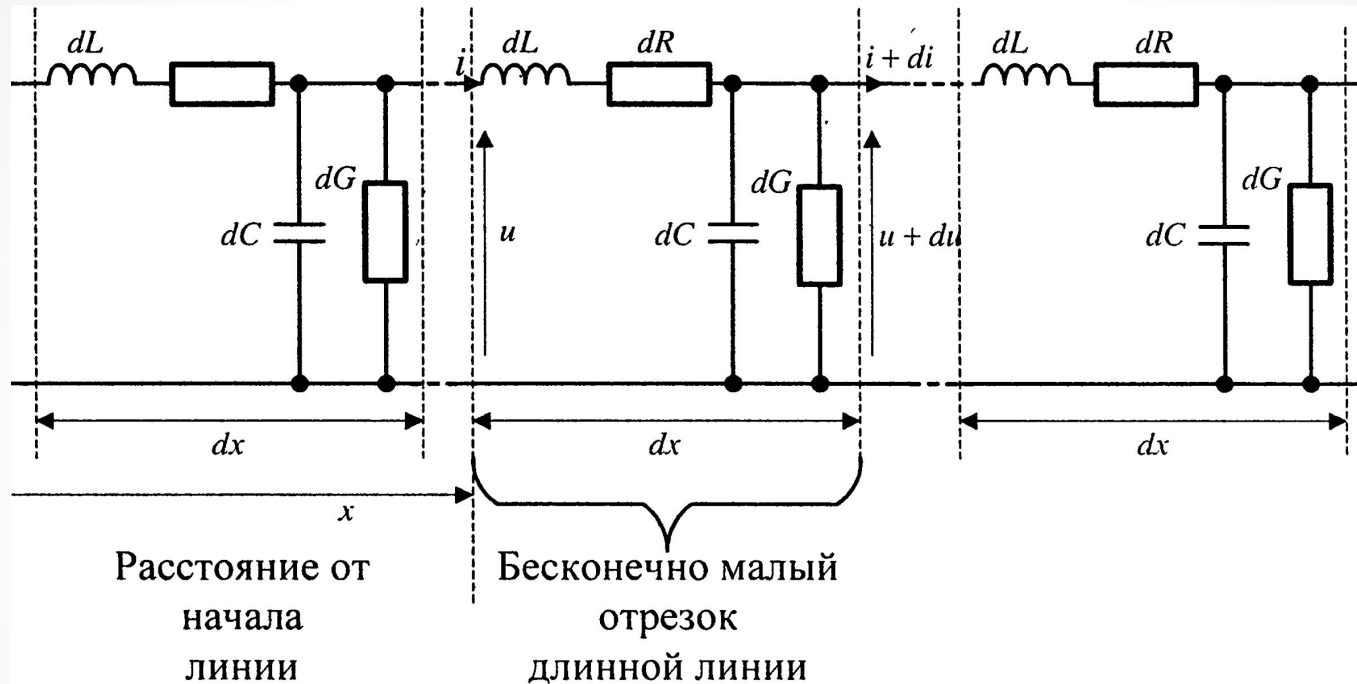 dL dR i + di dL dR
i
dG dG dG
dC u dC u + du dC
dx dx dx
x
Расстояние от
начала
линии
Бесконечно малый
отрезок
длинной линии